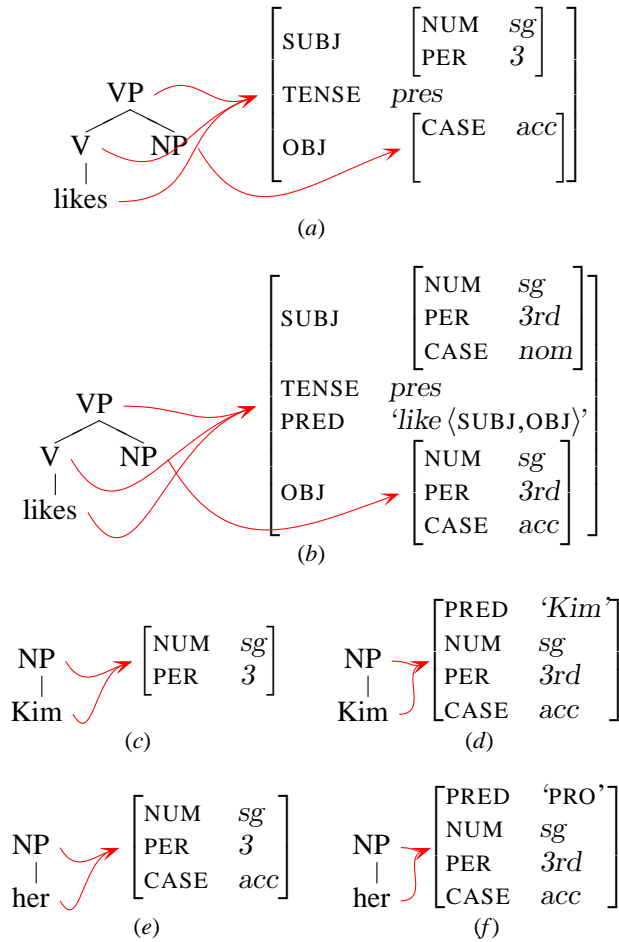 NUM sg
SUBJ PER 3
VP TENSE pres
V NP OBJ CASE acc
likes
(a)
NUM sg
SUBJ PER 3rd
CASE nom
VP TENSE pres
PRED ‘like⟨SUBJ,OBJ⟩’
V NP NUM sg
likes OBJ PER 3rd
CASE acc
(b)
NP NUM sg
PER 3
Kim
(c)
PRED ‘Kim’
NP NUM sg
PER 3rd
Kim CASE acc
(d)
NUM sg
NP PER 3
her CASE acc
(e)
PRED ‘PRO’
NP NUM sg
PER 3rd
her CASE acc
(f)